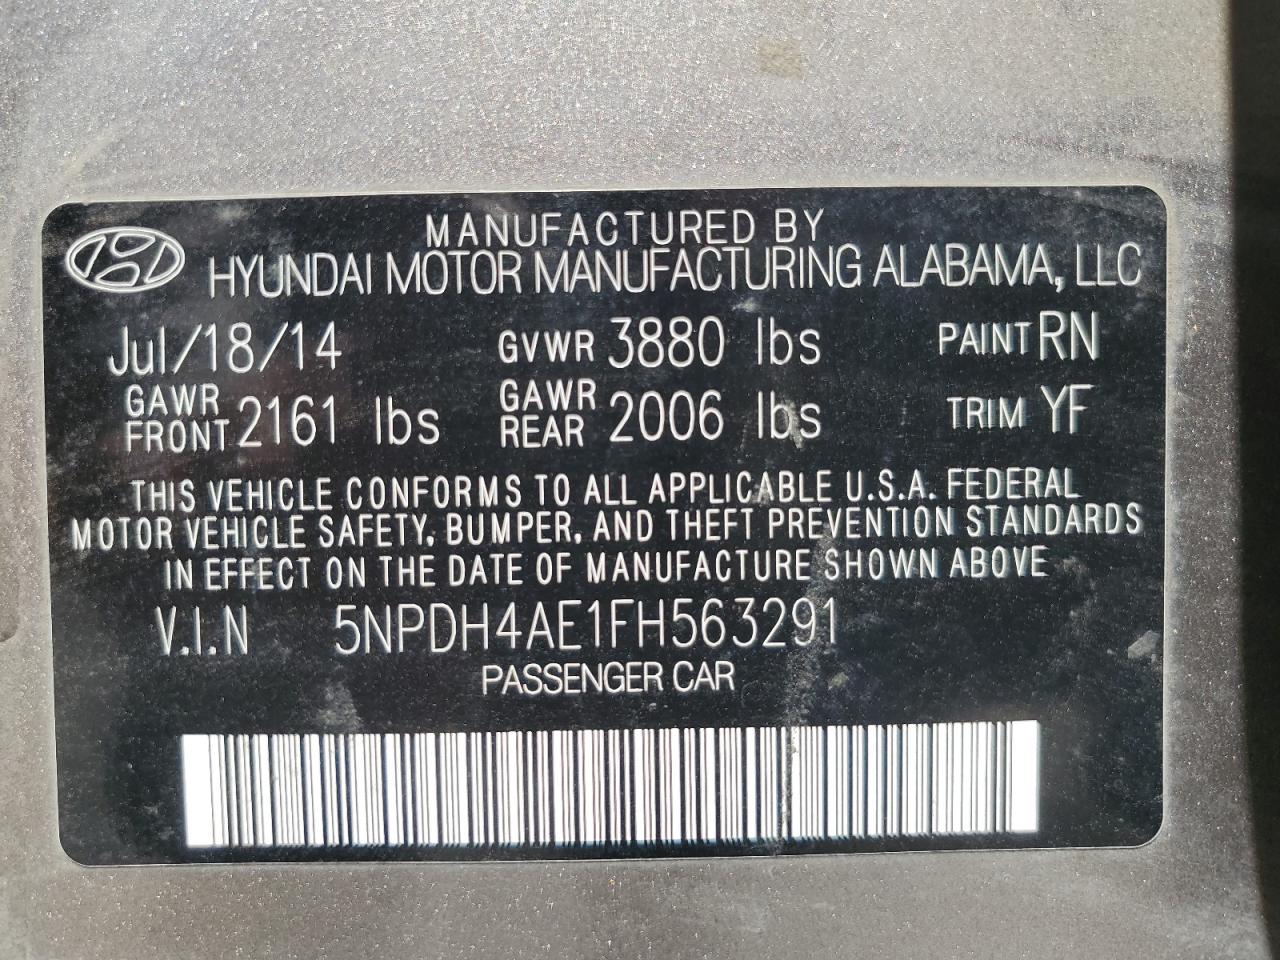 MANUFACTURED BY
HYUNDAI MOTOR MANUFACTURING ALABAMA, LLC
Jul/18/14 GVWR 3880 lbs PAINT RN
GAWR FRONT 2161 lbs GAWR REAR 2006 lbs TRIM YF
THIS VEHICLE CONFORMS TO ALL APPLICABLE U.S.A. FEDERAL
MOTOR VEHICLE SAFETY, BUMPER, AND THEFT PREVENTION STANDARDS
IN EFFECT ON THE DATE OF MANUFACTURE SHOWN ABOVE
V.I.N 5NPDH4AE1FH563291
PASSENGER CAR